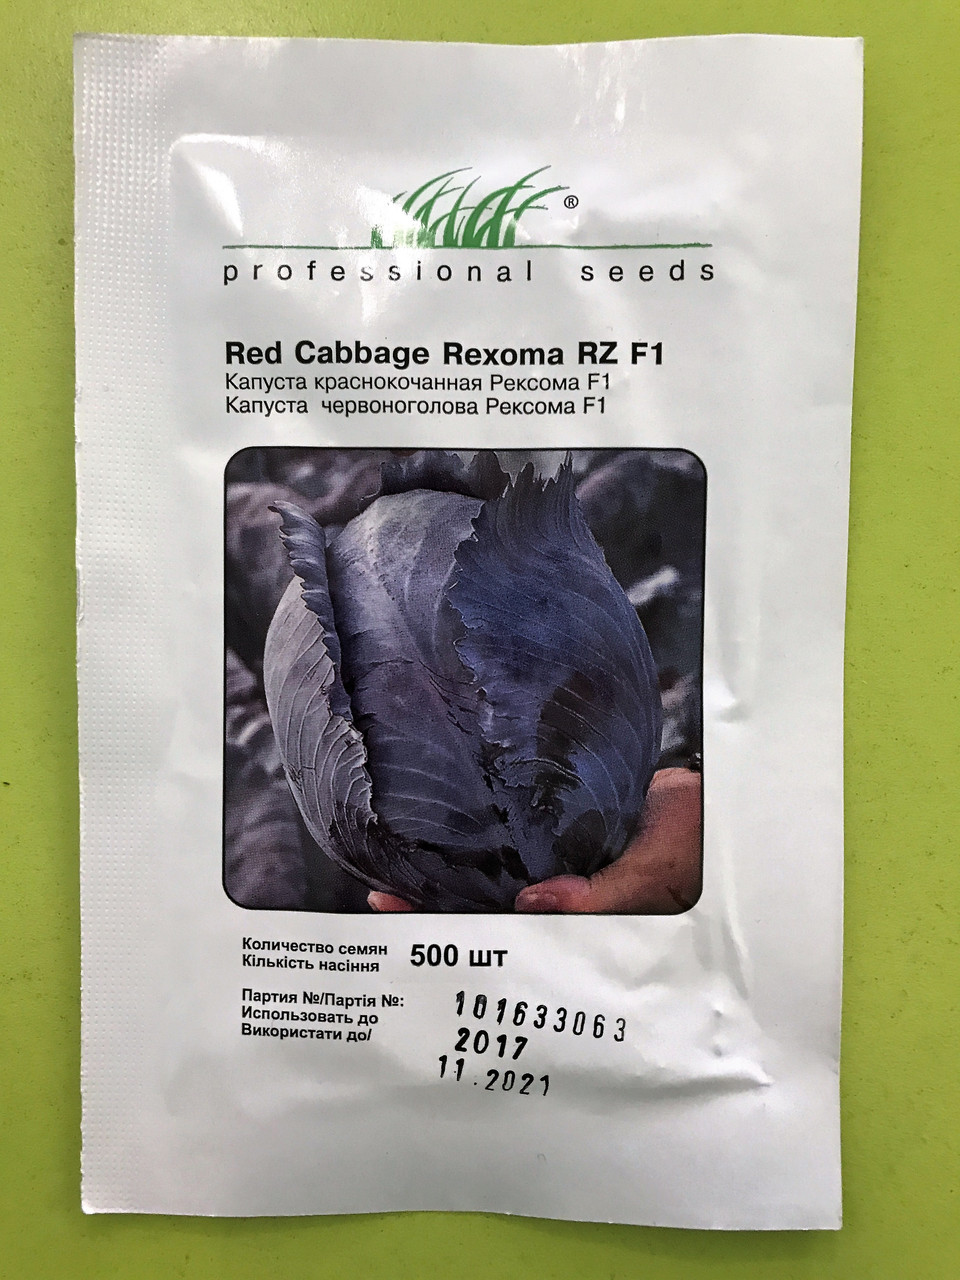 ®
professional seeds
Red Cabbage Rexoma RZ F1
Капуста краснокочанная Рексома F1
Капуста червоноголова Рексома F1
Количество семян
Кількість насіння
500 шт
Партия №/Партія №:
Использовать до
Використати до/
101633063
2017
11.2021